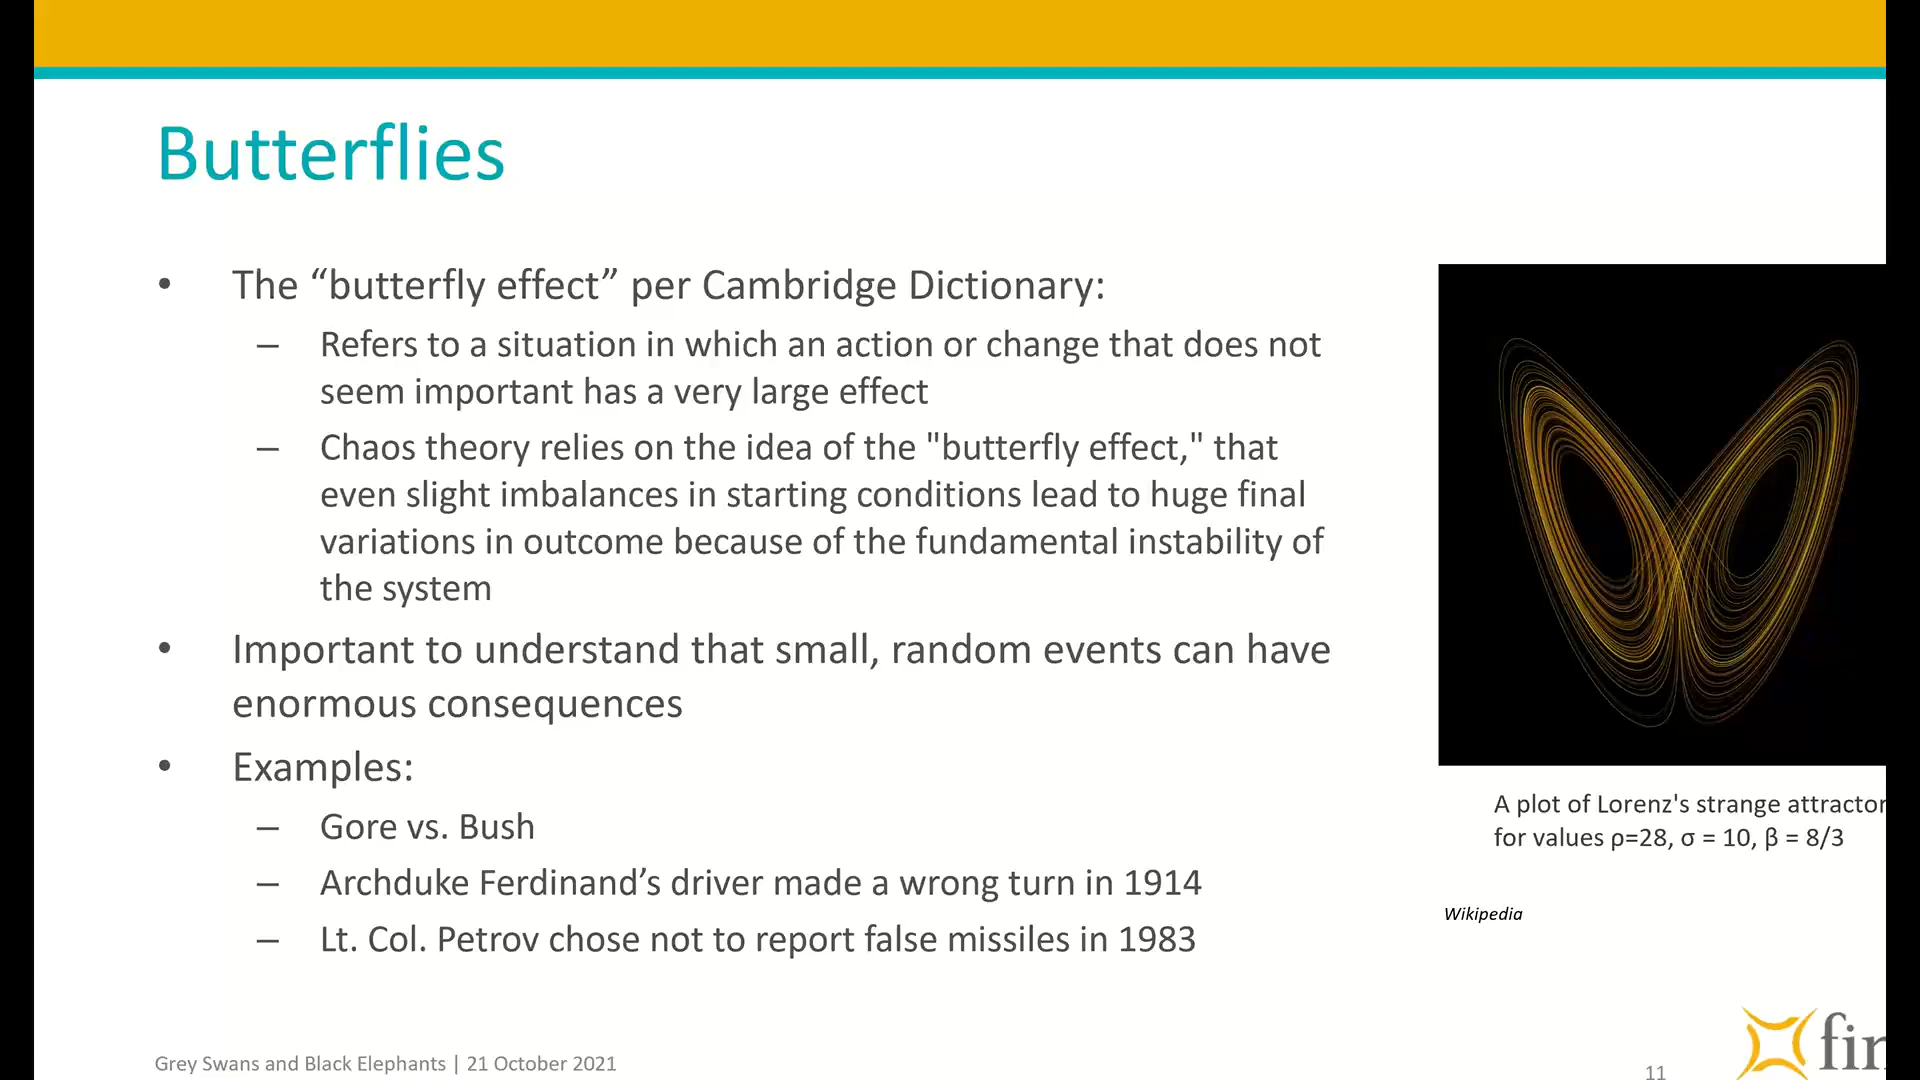 Butterflies
• The “butterfly effect” per Cambridge Dictionary:
– Refers to a situation in which an action or change that does not
seem important has a very large effect
– Chaos theory relies on the idea of the "butterfly effect," that
even slight imbalances in starting conditions lead to huge final
variations in outcome because of the fundamental instability of
the system
• Important to understand that small, random events can have
enormous consequences
• Examples:
– Gore vs. Bush
– Archduke Ferdinand’s driver made a wrong turn in 1914
– Lt. Col. Petrov chose not to report false missiles in 1983
A plot of Lorenz's strange attractor
for values ρ=28, σ = 10, β = 8/3
Wikipedia
Grey Swans and Black Elephants | 21 October 2021
11